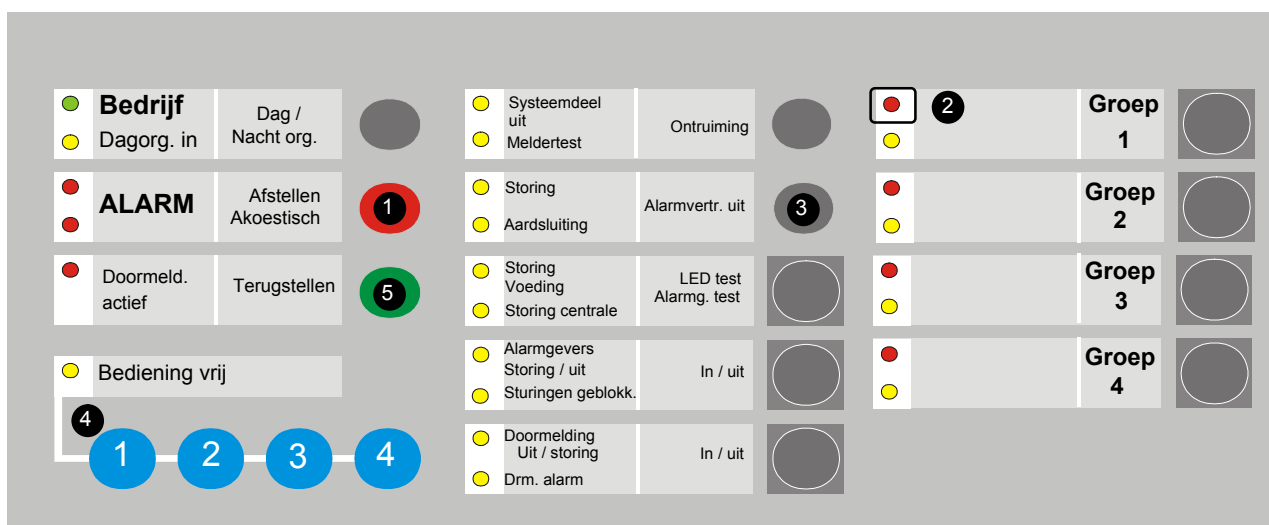 Bedrijf
Dagorg. in
Dag /
Nacht org.
ALARM
Afstellen
Akoestisch
1
Doormeld.
actief
Terugstellen
5
Bediening vrij
4
1 2 3 4
Systeemdeel
uit
Meldertest
Ontruiming
Storing
Aardsluiting
Alarmvertr. uit
3
Storing
Voeding
Storing centrale
LED test
Alarmg. test
Alarmgevers
Storing / uit
Sturingen geblokk.
In / uit
Doormelding
Uit / storing
Drm. alarm
In / uit
2
Groep
1
Groep
2
Groep
3
Groep
4